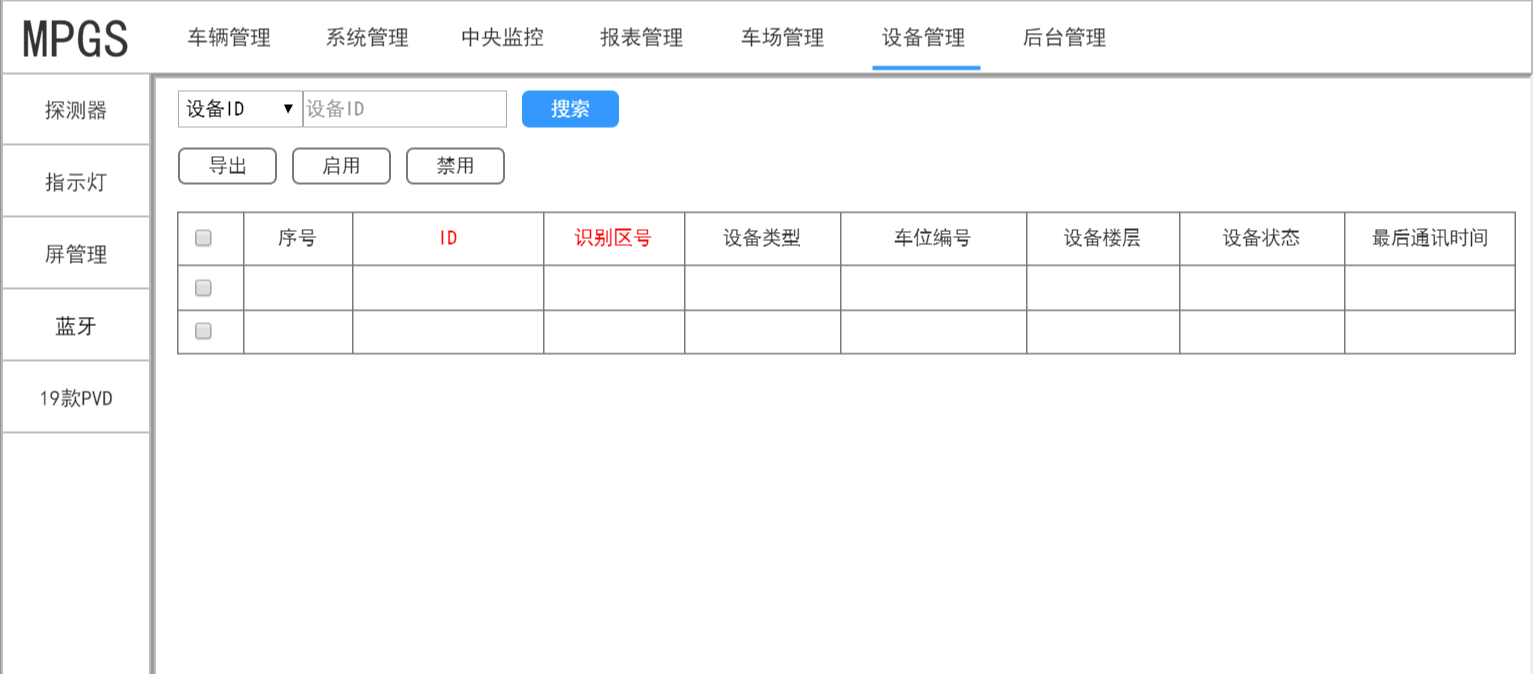 MPGS 车辆管理 系统管理 中央监控 报表管理 车场管理 设备管理 后台管理
探测器
指示灯
屏管理
蓝牙
19款PVD
设备ID ▼ 设备ID 搜索
导出 启用 禁用
序号 ID 识别区号 设备类型 车位编号 设备楼层 设备状态 最后通讯时间